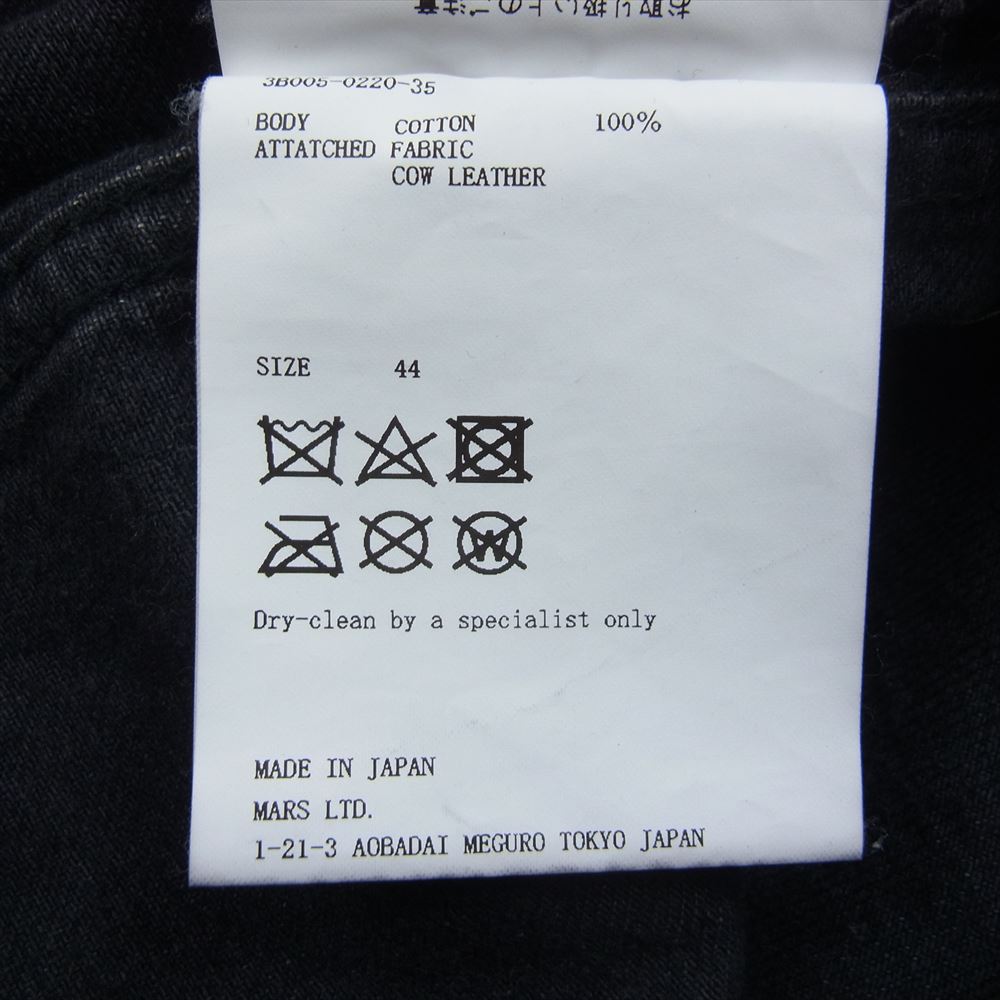 3B005-0220-35
BODY COTTON 100%
ATTATCHED FABRIC
COW LEATHER
SIZE 44
W
Dry-clean by a specialist only
MADE IN JAPAN
MARS LTD.
1-21-3 AOBADAI MEGURO TOKYO JAPAN